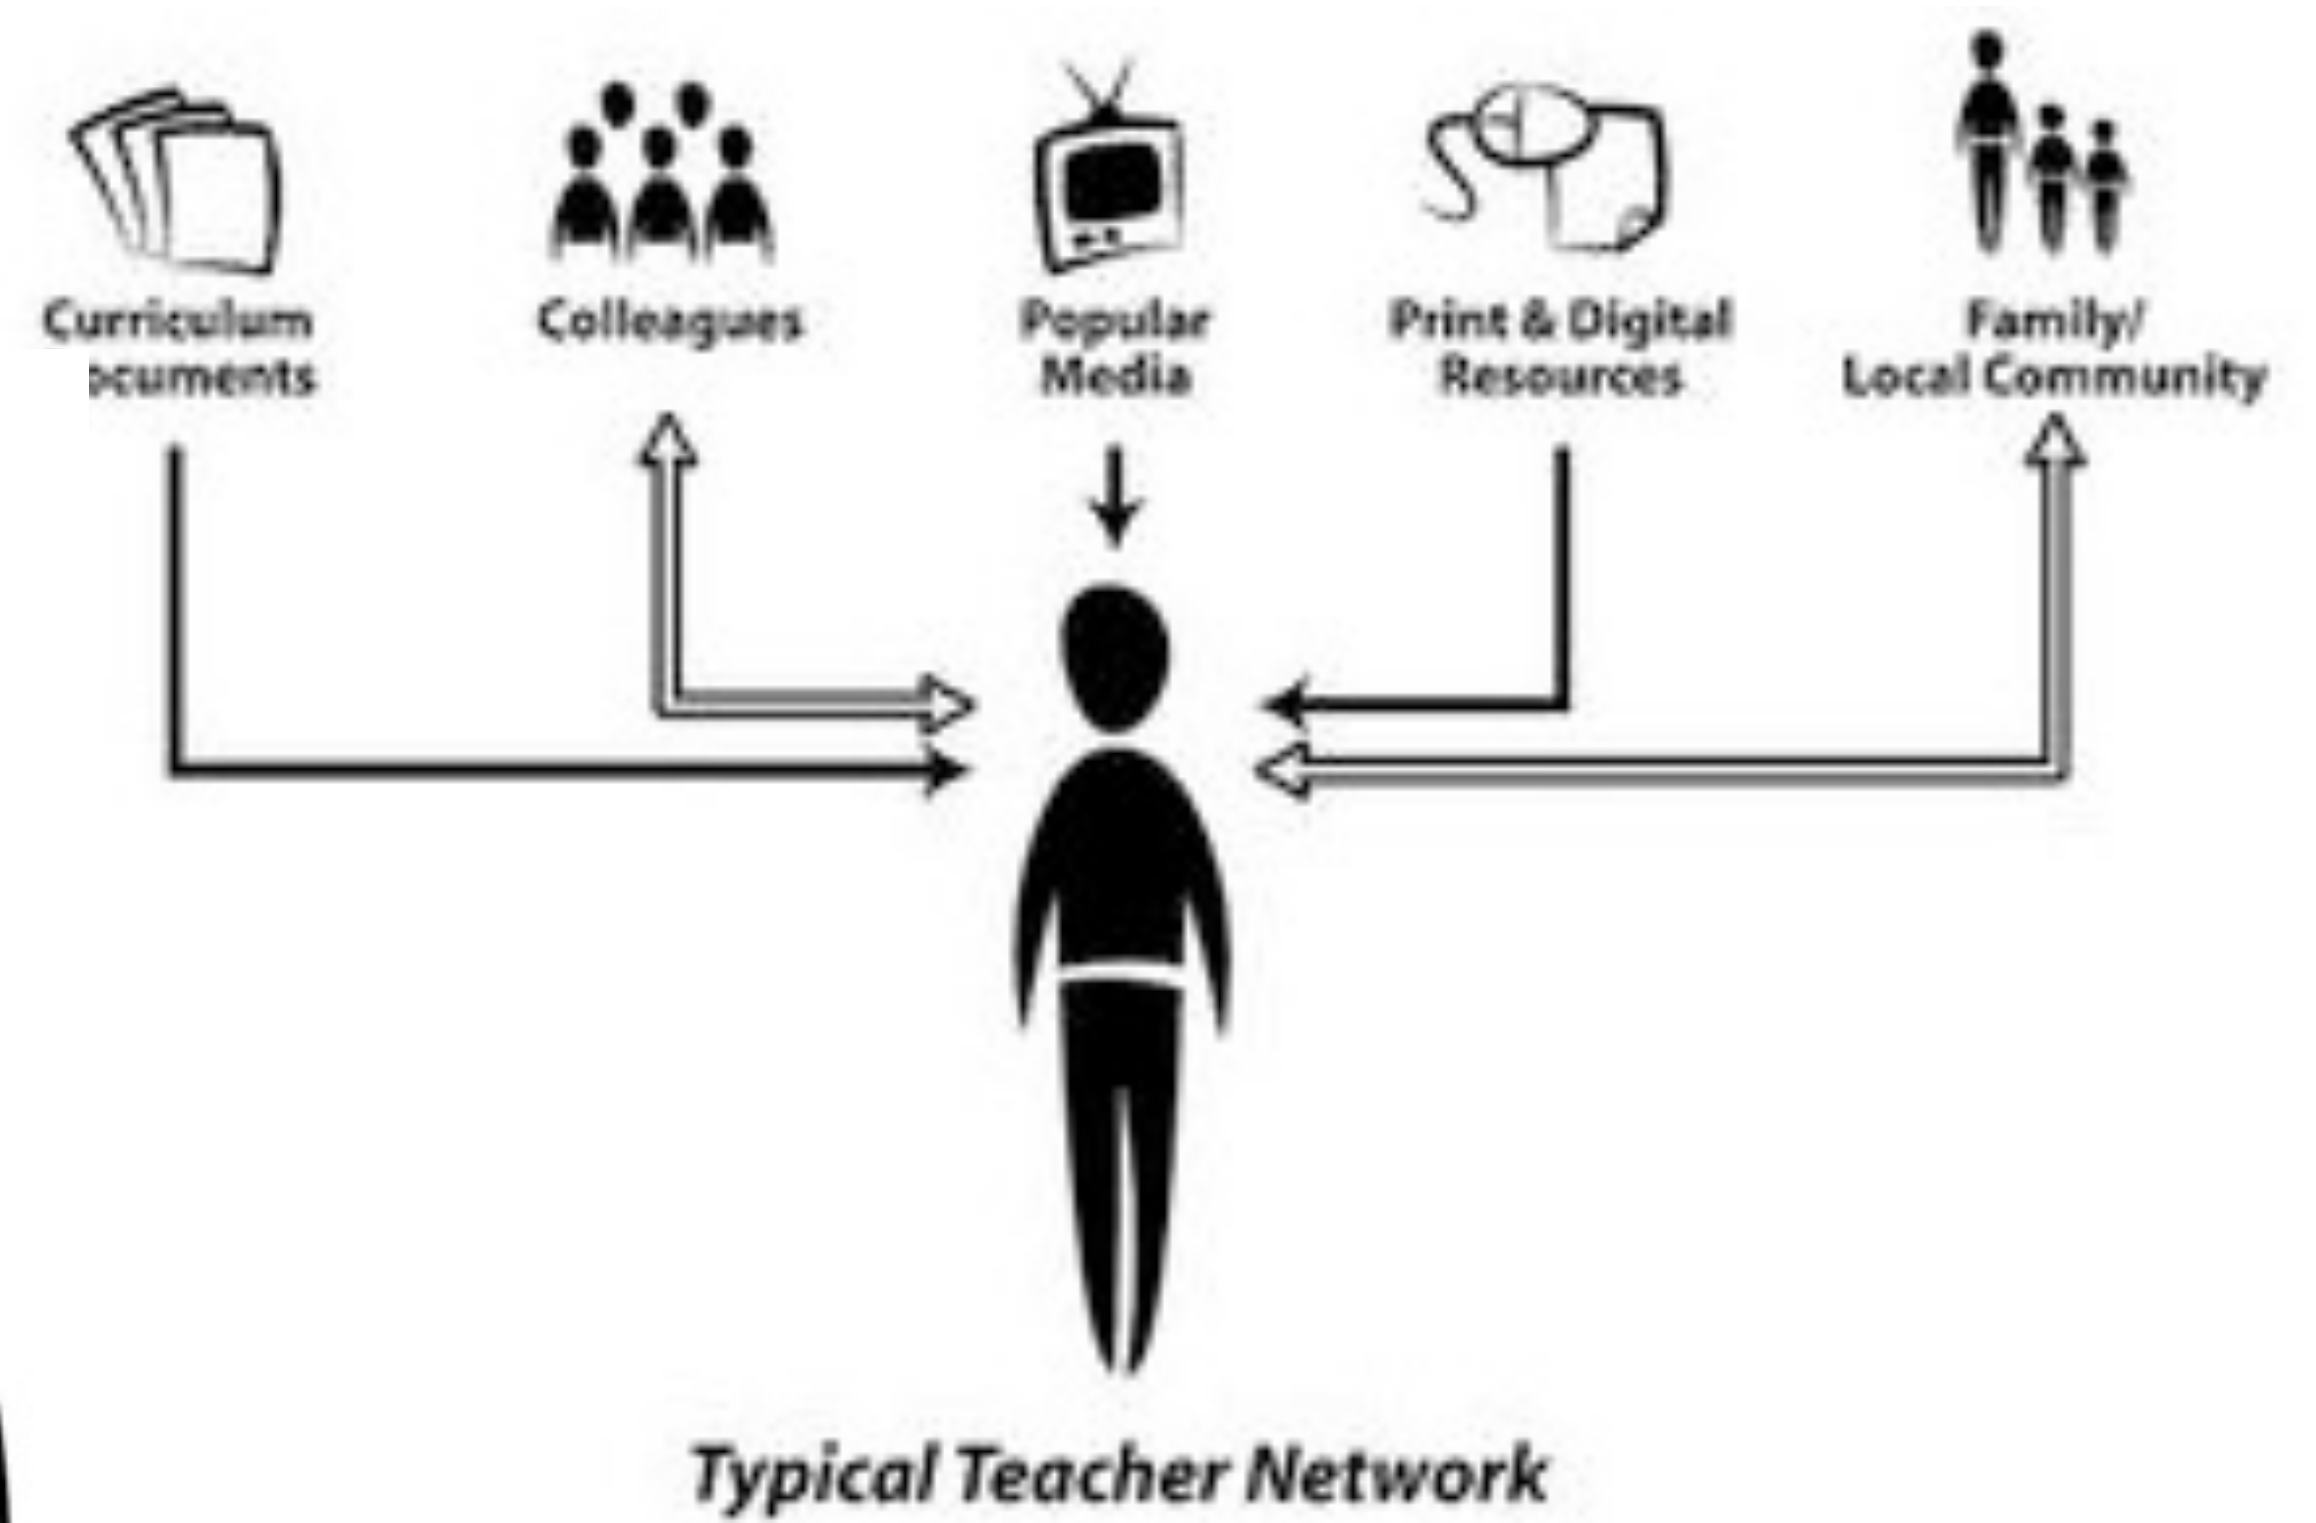 Curriculum
ocuments
Colleagues
Popular
Media
Print & Digital
Resources
Family/
Local Community
Typical Teacher Network